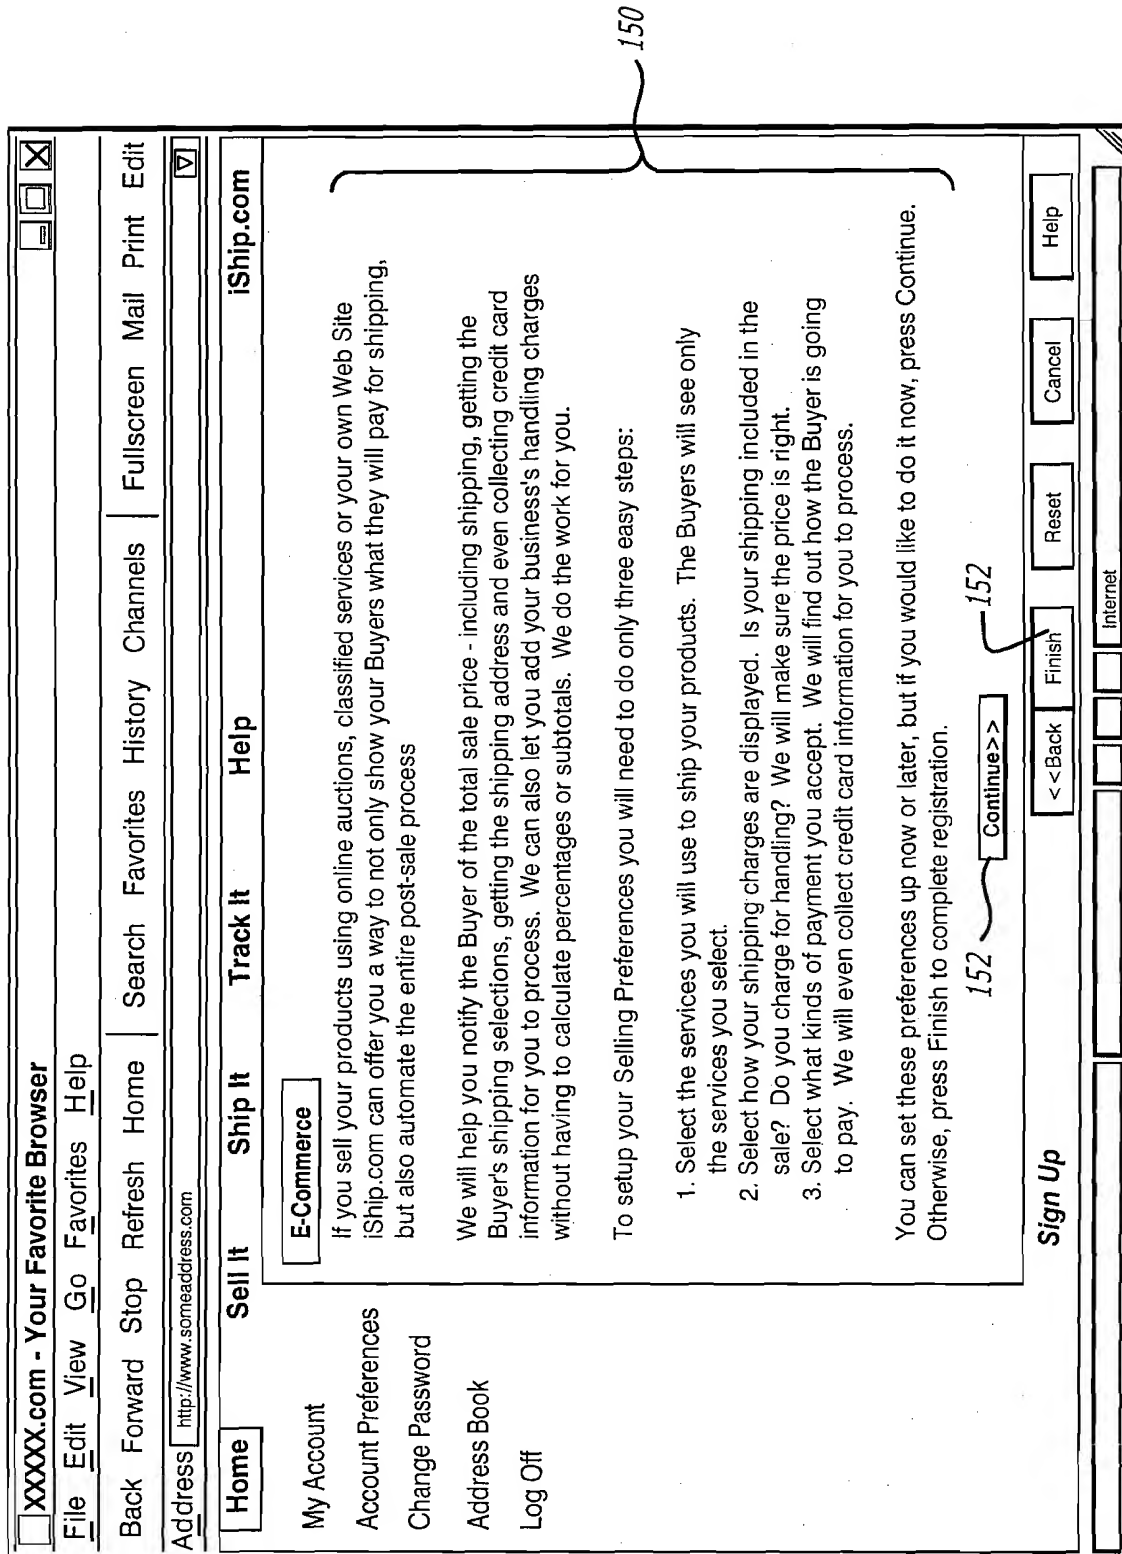 XXXXX.com - Your Favorite Browser
File Edit View Go Favorites Help
Back Forward Stop Refresh Home Search Favorites History Channels Fullscreen Mail Print Edit
Address http://www.someaddress.com
Home Sell It Ship It Track It Help iShip.com
My Account
Account Preferences
Change Password
Address Book
Log Off
E-Commerce
If you sell your products using online auctions, classified services or your own Web Site
iShip.com can offer you a way to not only show your Buyers what they will pay for shipping,
but also automate the entire post-sale process
We will help you notify the Buyer of the total sale price - including shipping, getting the
Buyer's shipping selections, getting the shipping address and even collecting credit card
information for you to process. We can also let you add your business's handling charges
without having to calculate percentages or subtotals. We do the work for you.
To setup your Selling Preferences you will need to do only three easy steps:
1. Select the services you will use to ship your products. The Buyers will see only
the services you select.
2. Select how your shipping charges are displayed. Is your shipping included in the
sale? Do you charge for handling? We will make sure the price is right.
3. Select what kinds of payment you accept. We will find out how the Buyer is going
to pay. We will even collect credit card information for you to process.
You can set these preferences up now or later, but if you would like to do it now, press Continue.
Otherwise, press Finish to complete registration.
150
152 Continue>> 152
Sign Up <<Back Finish Reset Cancel Help
Internet